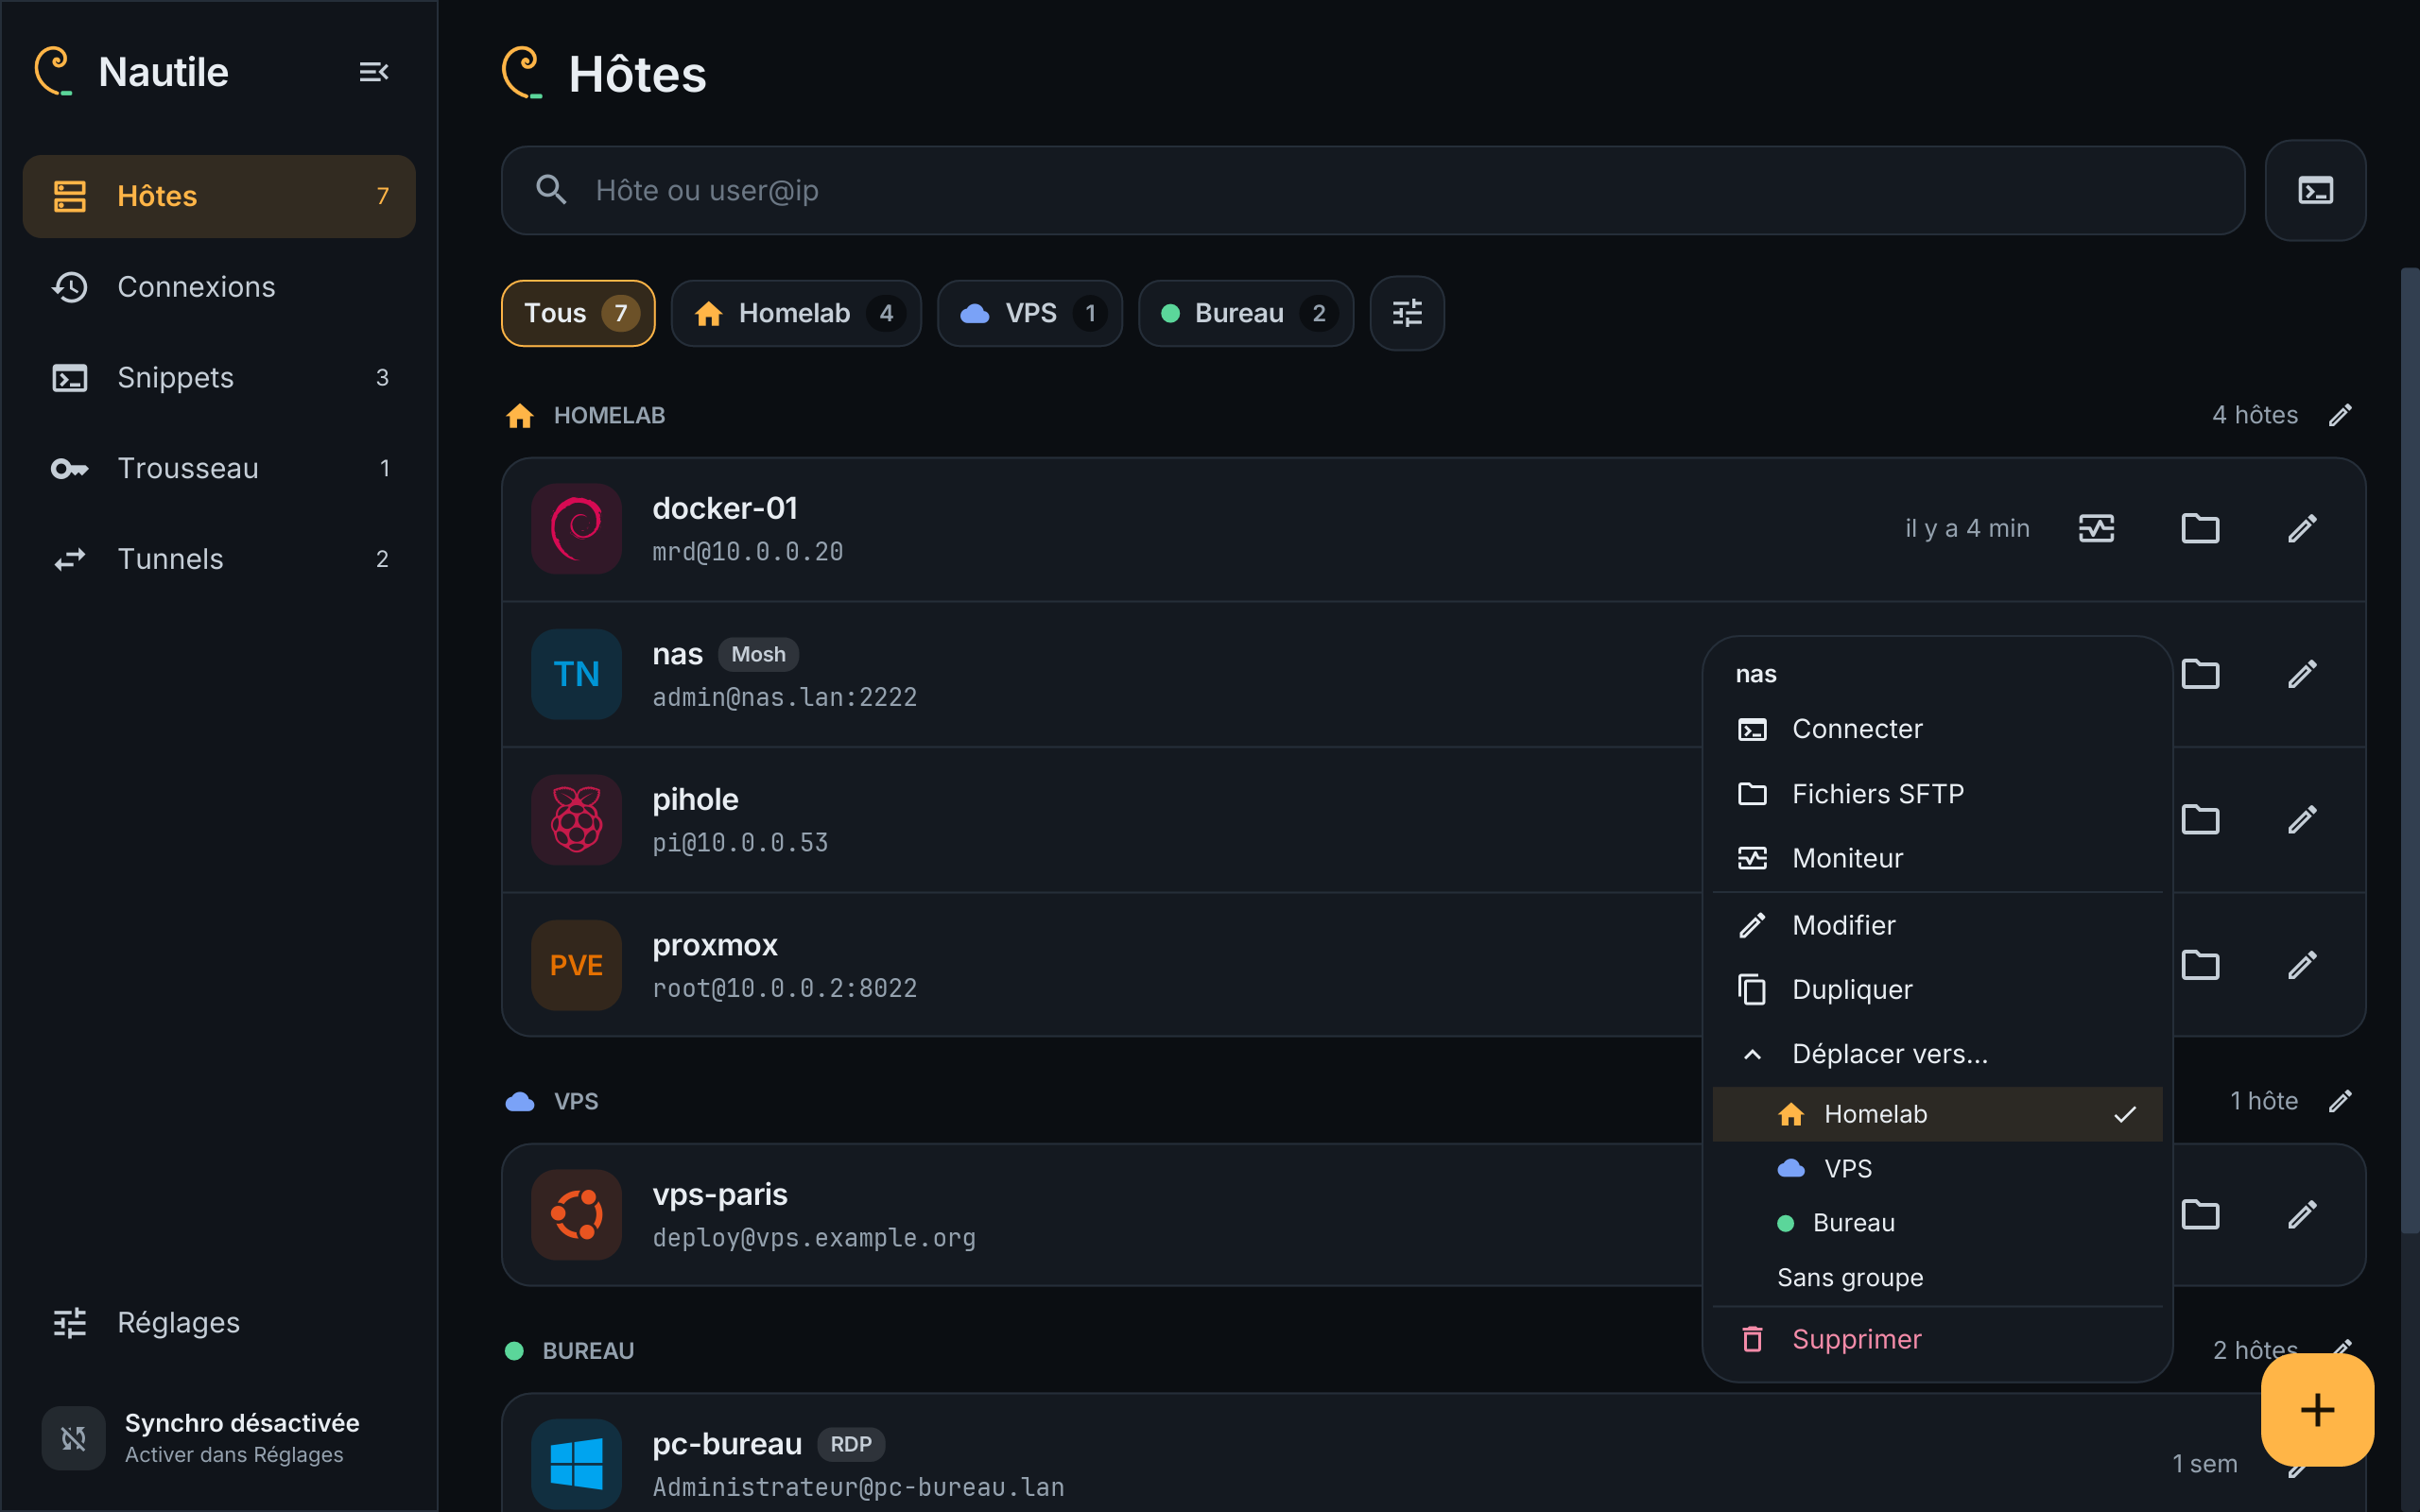 Nautile
Hôtes 7
Connexions
Snippets 3
Trousseau 1
Tunnels 2
Réglages
Synchro désactivée
Activer dans Réglages
Hôtes
Hôte ou user@ip
Tous 7 Homelab 4 VPS 1 Bureau 2
HOMELAB 4 hôtes
docker-01
mrd@10.0.0.20
il y a 4 min
TN
nas Mosh
admin@nas.lan:2222
pihole
pi@10.0.0.53
PVE
proxmox
root@10.0.0.2:8022
VPS 1 hôte
vps-paris
deploy@vps.example.org
BUREAU 2 hôtes
pc-bureau RDP
Administrateur@pc-bureau.lan
1 sem
nas
Connecter
Fichiers SFTP
Moniteur
Modifier
Dupliquer
Déplacer vers...
Homelab
VPS
Bureau
Sans groupe
Supprimer